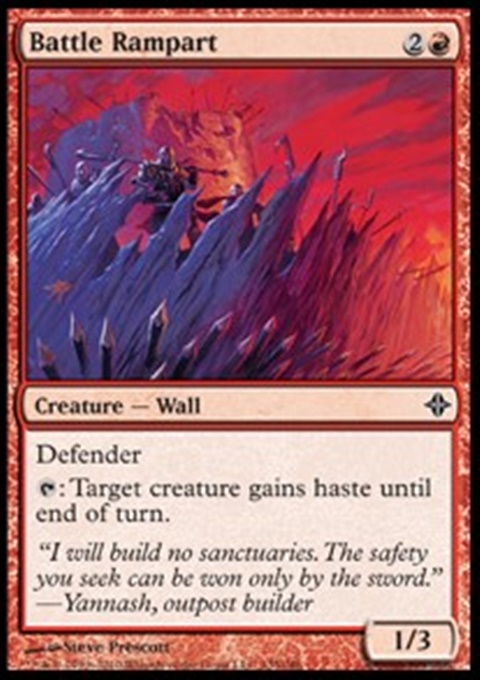 Battle Rampart 2
Creature — Wall
Defender
: Target creature gains haste until
end of turn.
“I will build no sanctuaries. The safety
you seek can be won only by the sword.”
—Yannash, outpost builder
Steve Prescott
1/3